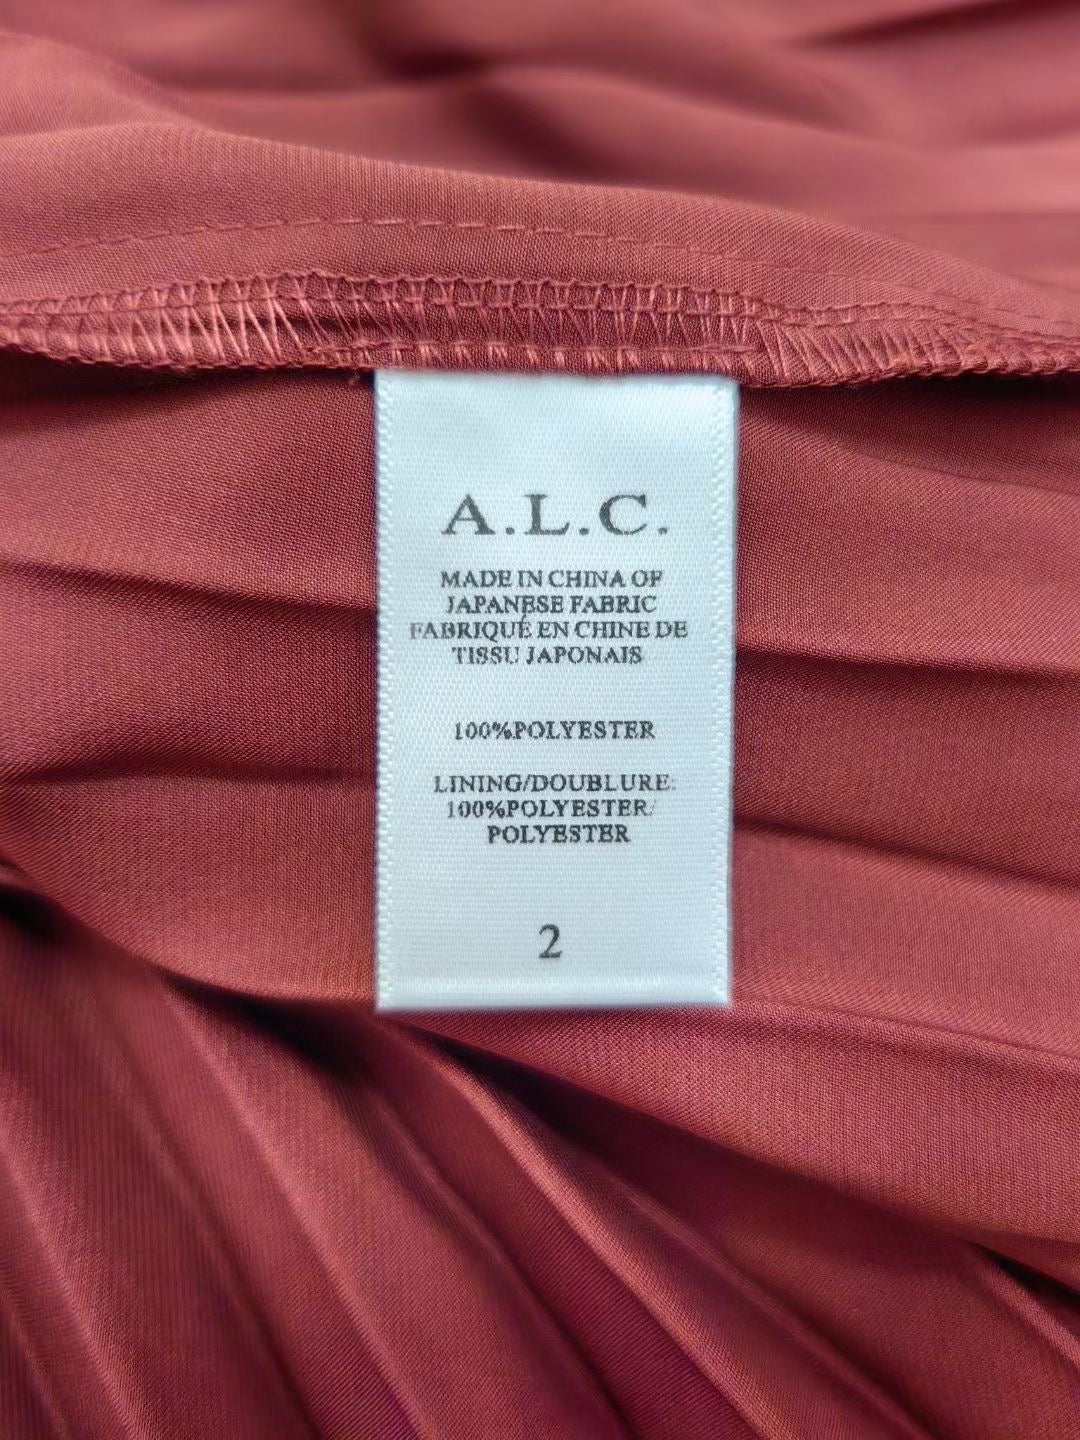 A.L.C.
MADE IN CHINA OF
JAPANESE FABRIC
FABRIQUÉ EN CHINE DE
TISSU JAPONAIS
100%POLYESTER
LINING/DOUBLURE:
100%POLYESTER/
POLYESTER
2